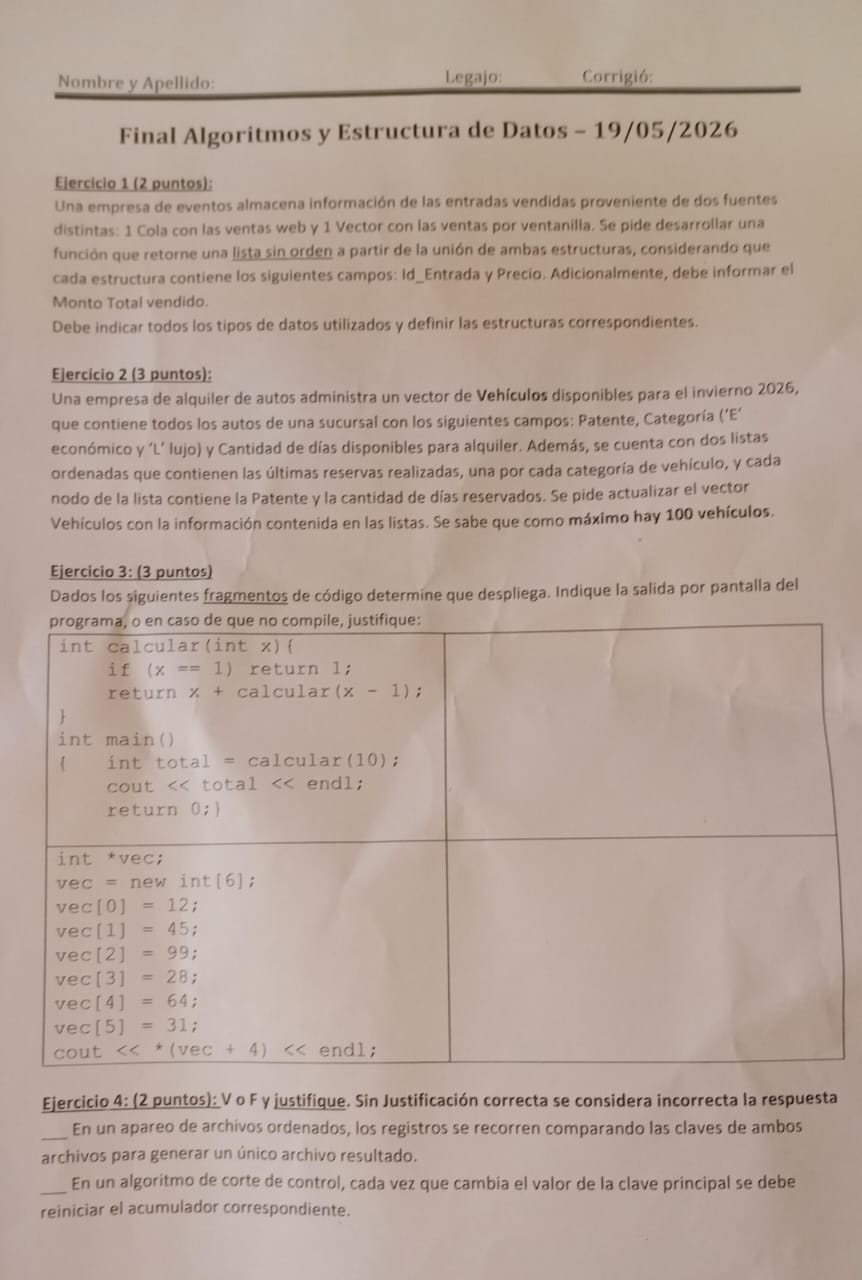 Nombre y Apellido: Legajo: Corrigió:
Final Algoritmos y Estructura de Datos – 19/05/2026
Ejercicio 1 (2 puntos):
Una empresa de eventos almacena información de las entradas vendidas proveniente de dos fuentes
distintas: 1 Cola con las ventas web y 1 Vector con las ventas por ventanilla. Se pide desarrollar una
función que retorne una lista sin orden a partir de la unión de ambas estructuras, considerando que
cada estructura contiene los siguientes campos: Id_Entrada y Precio. Adicionalmente, debe informar el
Monto Total vendido.
Debe indicar todos los tipos de datos utilizados y definir las estructuras correspondientes.
Ejercicio 2 (3 puntos):
Una empresa de alquiler de autos administra un vector de Vehículos disponibles para el invierno 2026,
que contiene todos los autos de una sucursal con los siguientes campos: Patente, Categoría ('E'
económico y 'L' lujo) y Cantidad de días disponibles para alquiler. Además, se cuenta con dos listas
ordenadas que contienen las últimas reservas realizadas, una por cada categoría de vehículo, y cada
nodo de la lista contiene la Patente y la cantidad de días reservados. Se pide actualizar el vector
Vehículos con la información contenida en las listas. Se sabe que como máximo hay 100 vehículos.
Ejercicio 3: (3 puntos)
Dados los siguientes fragmentos de código determine que despliega. Indique la salida por pantalla del
programa, o en caso de que no compile, justifique:
int calcular(int x){
if (x == 1) return 1;
return x + calcular(x - 1);
}
int main()
{ int total = calcular(10);
cout << total << endl;
return 0;}
int *vec;
vec = new int[6];
vec[0] = 12;
vec[1] = 45;
vec[2] = 99;
vec[3] = 28;
vec[4] = 64;
vec[5] = 31;
cout << *(vec + 4) << endl;
Ejercicio 4: (2 puntos): V o F y justifique. Sin Justificación correcta se considera incorrecta la respuesta
___ En un apareo de archivos ordenados, los registros se recorren comparando las claves de ambos
archivos para generar un único archivo resultado.
___ En un algoritmo de corte de control, cada vez que cambia el valor de la clave principal se debe
reiniciar el acumulador correspondiente.